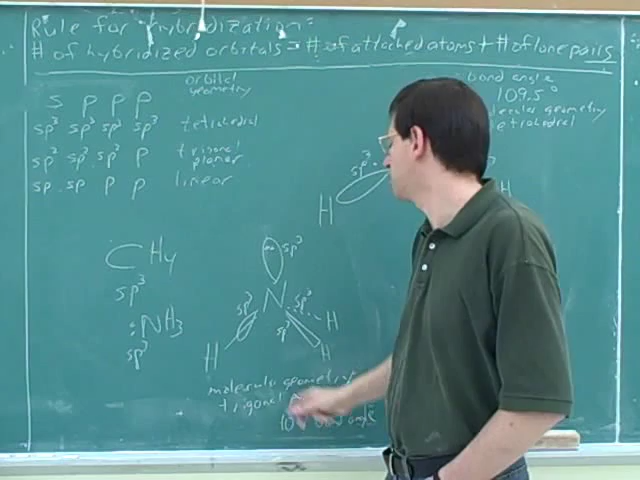 Rule for hybridization:
# of hybridized orbitals = # of attached atoms + # of lone pairs
orbital
geometry
s p p p
sp³ sp³ sp³ sp³ tetrahedral
sp² sp² sp² p trigonal
planar
sp sp p p linear
bond angle
109.5°
geometry
tetrahedral
sp³
H
H
CH4
sp³
:NH3
sp³
sp³
N
sp³
sp³
sp³
H
H
H
molecular geometry
trigonal
bond angle